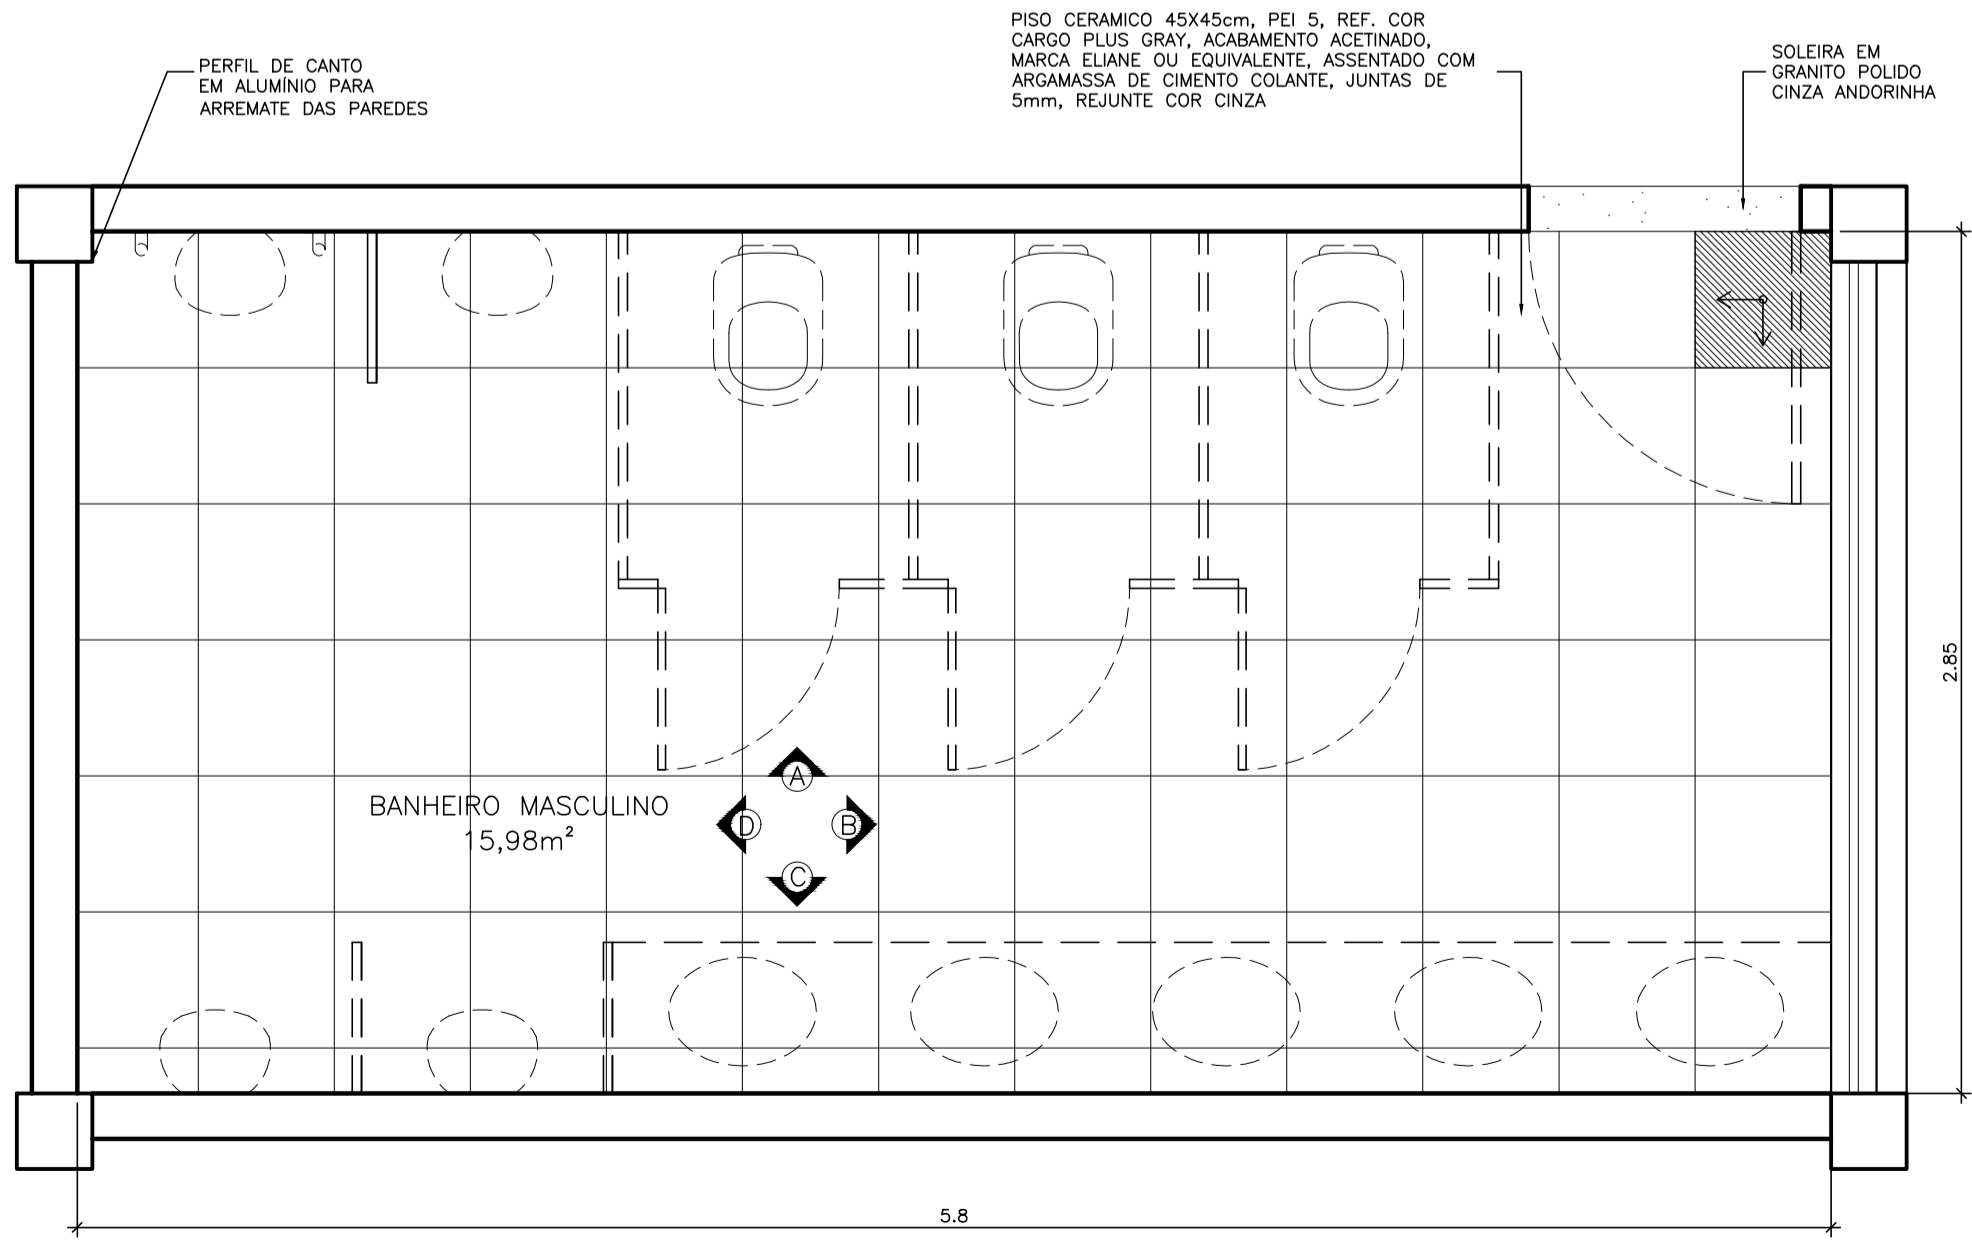 PISO CERAMICO 45X45cm, PEI 5, REF. COR
CARGO PLUS GRAY, ACABAMENTO ACETINADO,
MARCA ELIANE OU EQUIVALENTE, ASSENTADO COM
ARGAMASSA DE CIMENTO COLANTE, JUNTAS DE
5mm, REJUNTE COR CINZA
SOLEIRA EM
GRANITO POLIDO
CINZA ANDORINHA
PERFIL DE CANTO
EM ALUMÍNIO PARA
ARREMATE DAS PAREDES
2.85
BANHEIRO MASCULINO
15,98m²
A
D
B
C
5.8